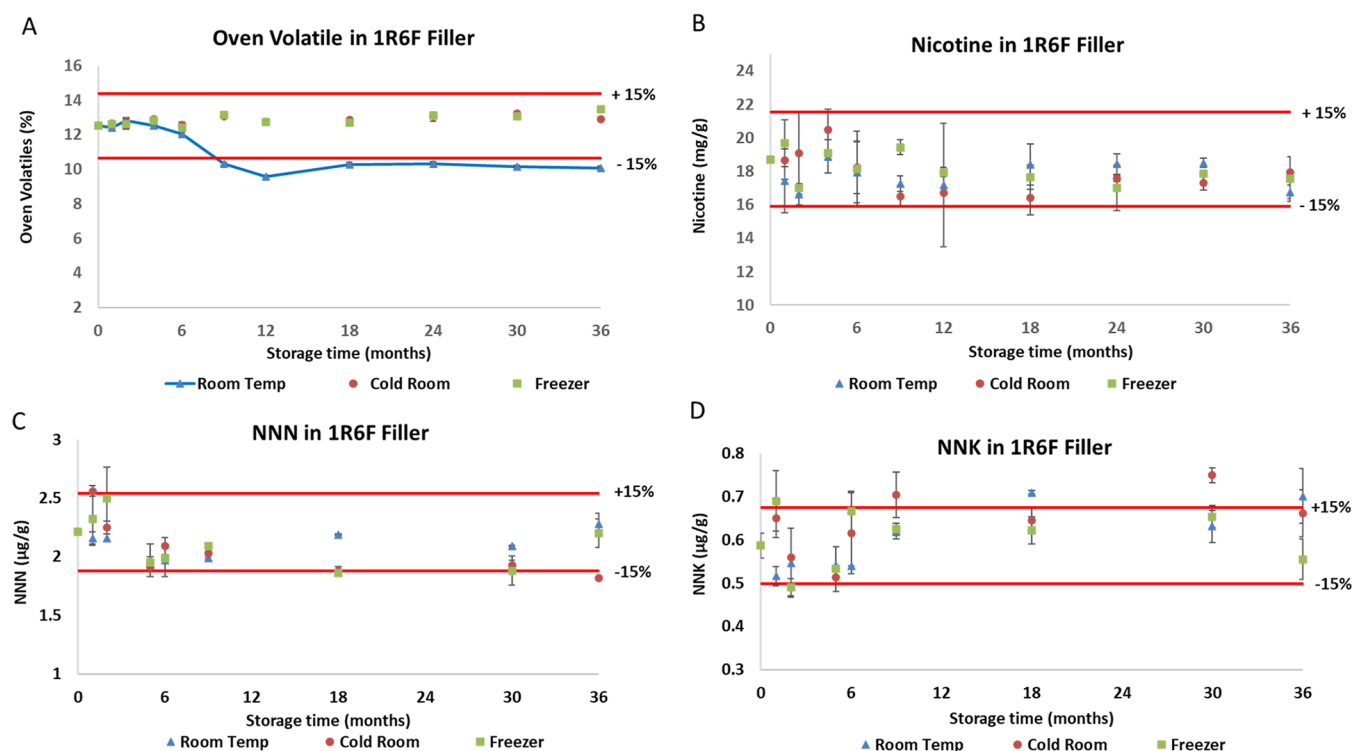 A
Oven Volatile in 1R6F Filler
Oven Volatiles (%)
16
14
12
10
8
6
4
2
+ 15%
- 15%
0 6 12 18 24 30 36
Storage time (months)
Room Temp Cold Room Freezer
B
Nicotine in 1R6F Filler
Nicotine (mg/g)
24
22
20
18
16
14
12
10
+ 15%
- 15%
0 6 12 18 24 30 36
Storage time (months)
Room Temp Cold Room Freezer
C
NNN in 1R6F Filler
NNN (µg/g)
3
2.5
2
1.5
1
+15%
-15%
0 6 12 18 24 30 36
Storage time (months)
Room Temp Cold Room Freezer
D
NNK in 1R6F Filler
NNK (µg/g)
0.8
0.7
0.6
0.5
0.4
0.3
+15%
-15%
0 6 12 18 24 30 36
Storage time (months)
Room Temp Cold Room Freezer